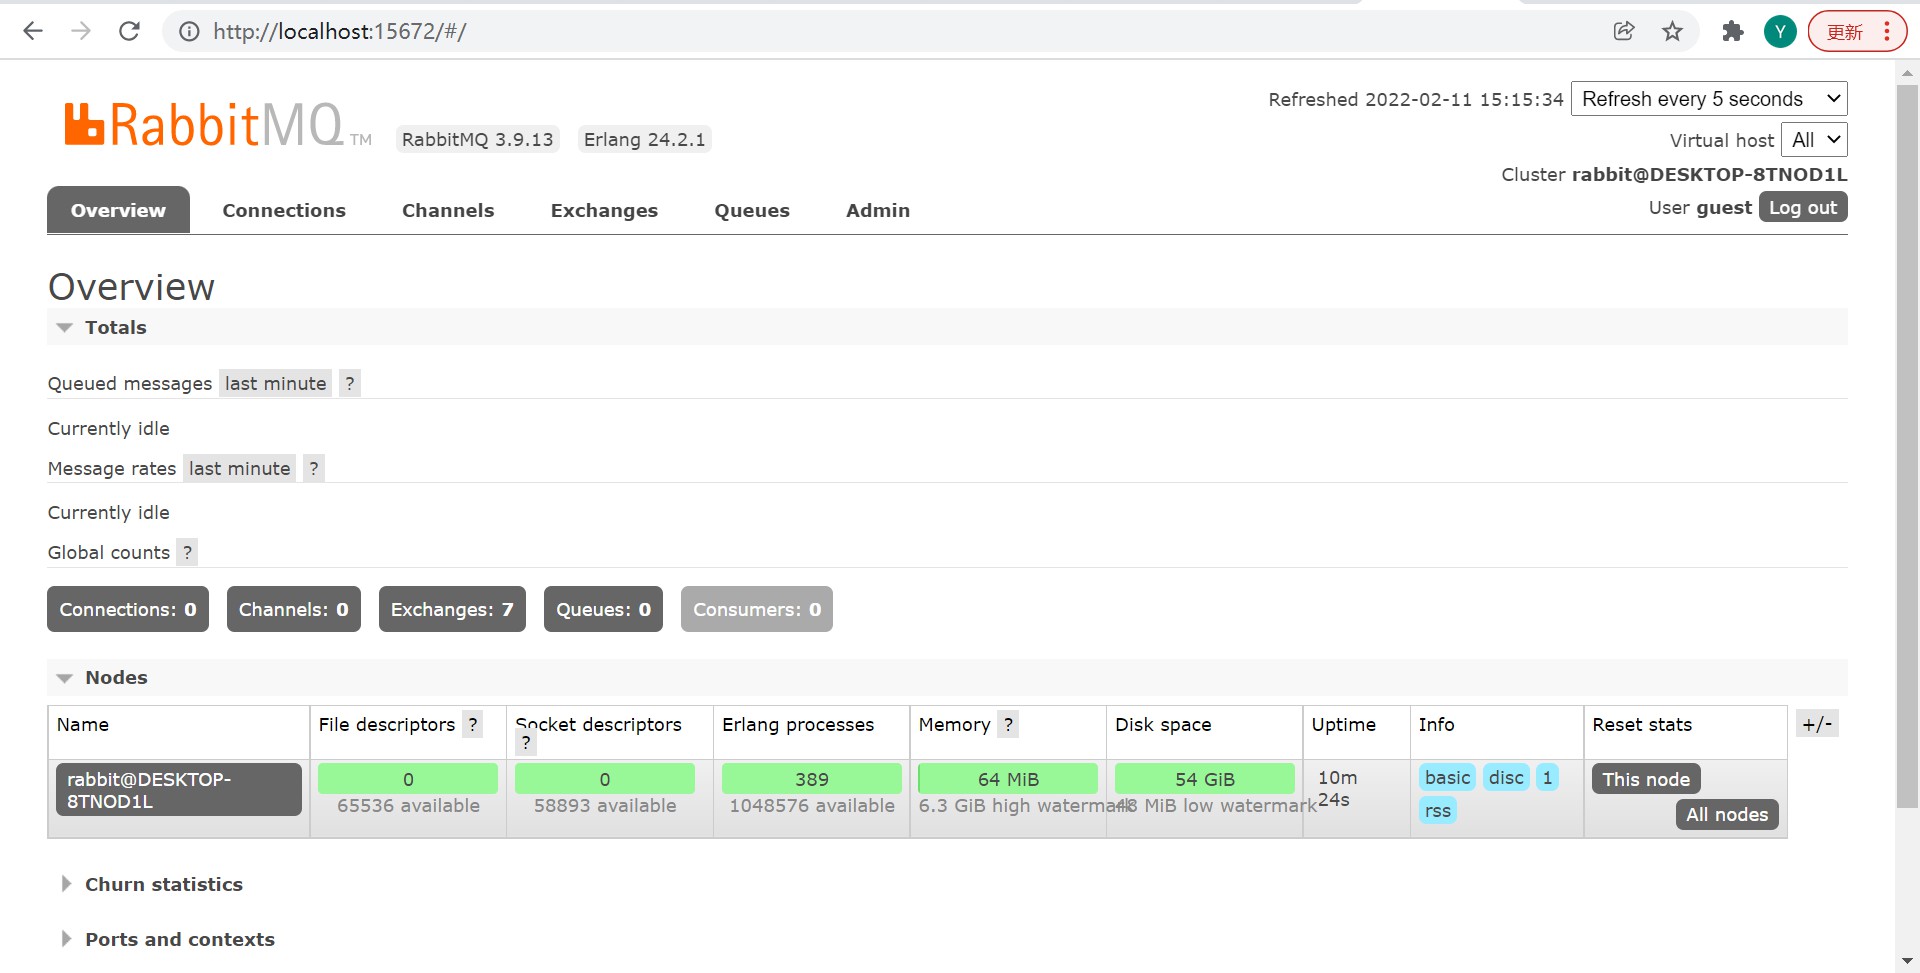 http://localhost:15672/#/
Y
更新
RabbitMQ TM
RabbitMQ 3.9.13
Erlang 24.2.1
Refreshed 2022-02-11 15:15:34 Refresh every 5 seconds
Virtual host All
Cluster rabbit@DESKTOP-8TNOD1L
User guest Log out
Overview Connections Channels Exchanges Queues Admin
Overview
Totals
Queued messages last minute ?
Currently idle
Message rates last minute ?
Currently idle
Global counts ?
Connections: 0 Channels: 0 Exchanges: 7 Queues: 0 Consumers: 0
Nodes
Name File descriptors ? Socket descriptors ? Erlang processes Memory ? Disk space Uptime Info Reset stats +/-
rabbit@DESKTOP-
8TNOD1L
0
65536 available
0
58893 available
389
1048576 available
64 MiB
6.3 GiB high watermark
54 GiB
48 MiB low watermark
10m
24s
basic disc 1
rss
This node
All nodes
Churn statistics
Ports and contexts